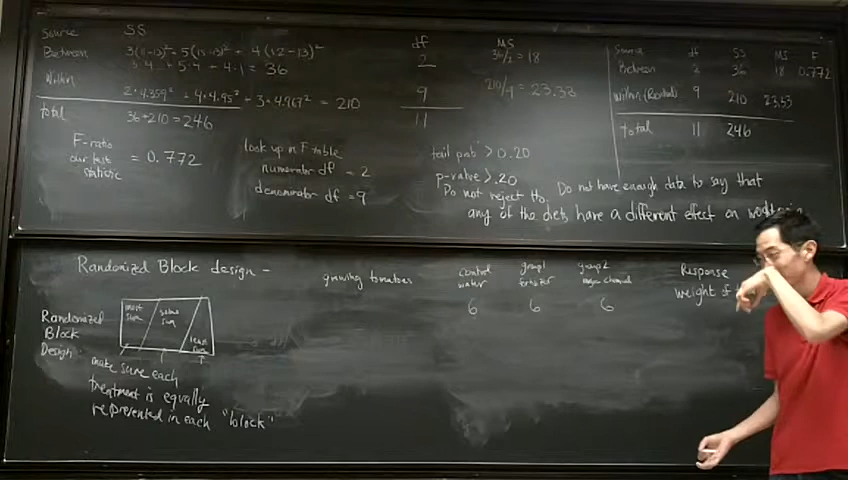 Source SS df MS
Between 3(11-13)² + 5(15-13)² + 4(12-13)² 2 36/2 = 18
3·4 + 5·4 + 4·1 = 36
Within 2·4.359² + 4·4.95² + 3·4.967² = 210 9 210/9 = 23.33
total 36+210 = 246 11
Source df SS MS F
Between 2 36 18 0.772
Within (Residual) 9 210 23.33
total 11 246
F-ratio
our test
statistic = 0.772
look up in F table
numerator df = 2
denominator df = 9
tail prob > 0.20
p-value > .20
Do not reject Ho. Do not have enough data to say that
any of the diets have a different effect on
Randomized Block design -
growing tomatoes
control
water
6
group 1
fertilizer
6
group 2
chemical
6
Response
weight of
Randomized
Block
Design:
most
sun
some
sun
least
sun
make sure each
treatment is equally
represented in each "block"